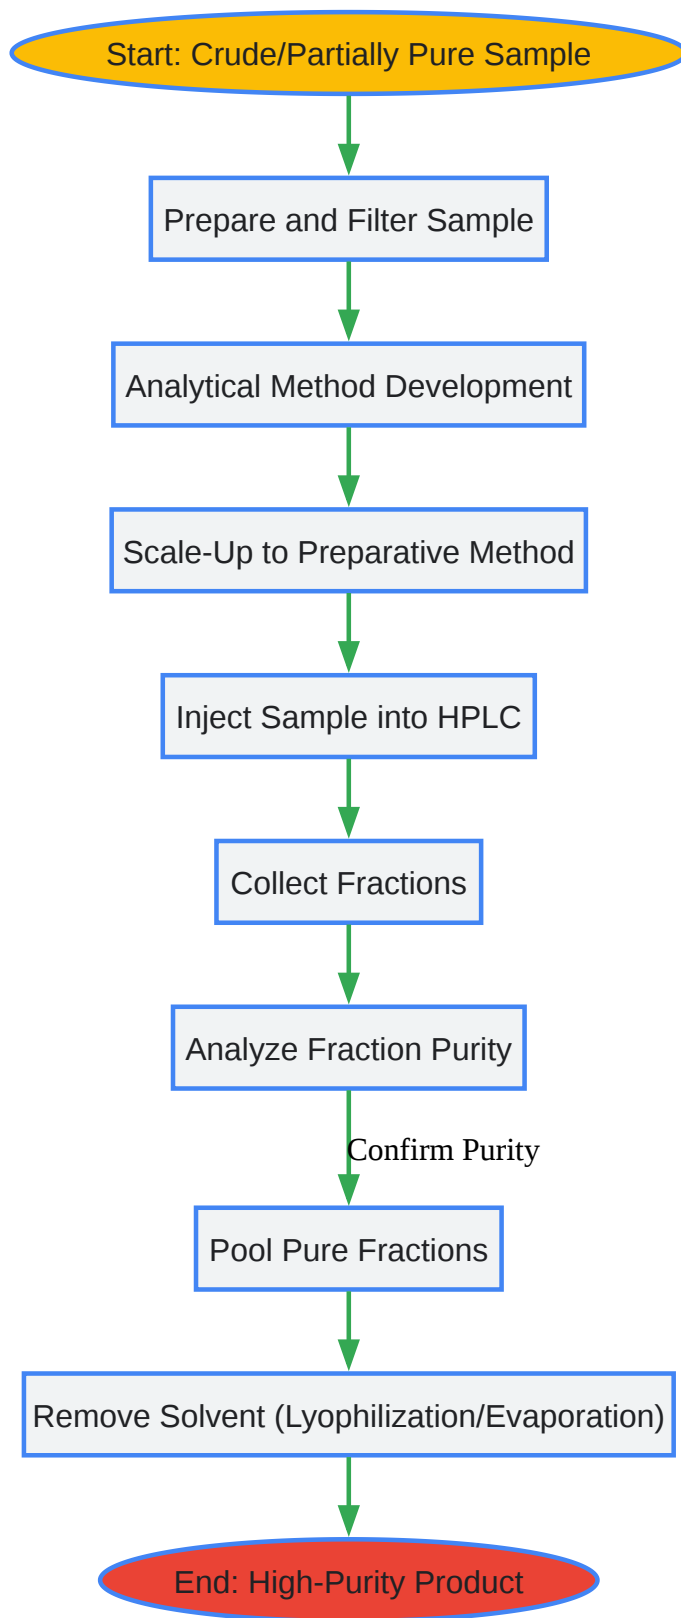 Start: Crude/Partially Pure Sample
Prepare and Filter Sample
Analytical Method Development
Scale-Up to Preparative Method
Inject Sample into HPLC
Collect Fractions
Analyze Fraction Purity
Confirm Purity
Pool Pure Fractions
Remove Solvent (Lyophilization/Evaporation)
End: High-Purity Product